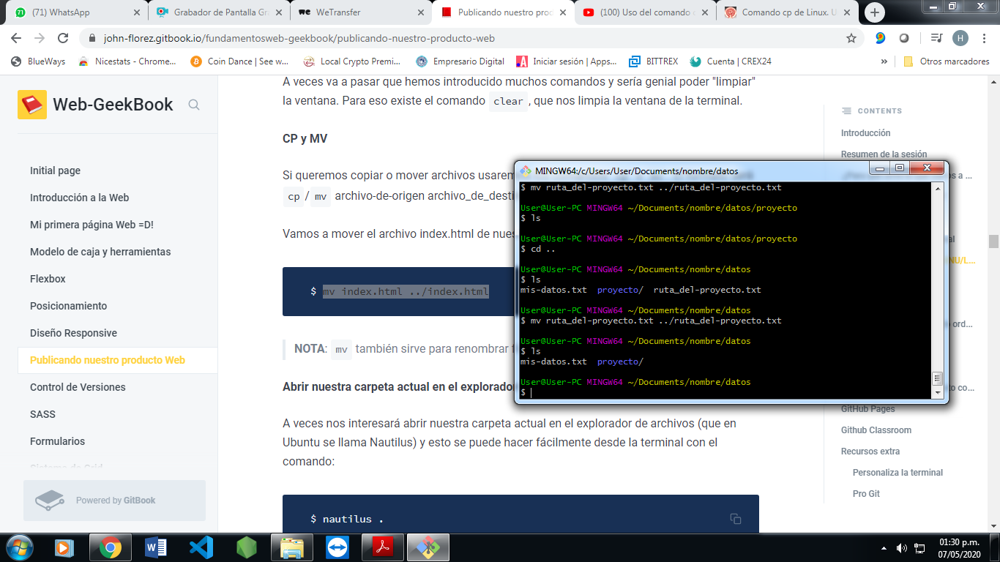 (71) WhatsApp
Grabador de Pantalla Gra
WeTransfer
Publicando nuestro prod
(100) Uso del comando
Comando cp de Linux. U
john-florez.gitbook.io/fundamentosweb-geekbook/publicando-nuestro-producto-web
H
BlueWays
Nicestats - Chrome...
Coin Dance | See w...
Local Crypto Premi...
Empresario Digital
Iniciar sesión | Apps...
BITTREX
Cuenta | CREX24
»
Otros marcadores
Web-GeekBook
Initial page
Introducción a la Web
Mi primera página Web =D!
Modelo de caja y herramientas
Flexbox
Posicionamiento
Diseño Responsive
Publicando nuestro producto Web
Control de Versiones
SASS
Formularios
Sistema de Grid
Powered by GitBook
A veces va a pasar que hemos introducido muchos comandos y sería genial poder "limpiar"
la ventana. Para eso existe el comando clear , que nos limpia la ventana de la terminal.
CP y MV
Si queremos copiar o mover archivos usarem
cp / mv archivo-de-origen archivo_de_desti
Vamos a mover el archivo index.html de nues
$ mv index.html ../index.html
NOTA: mv también sirve para renombrar f
Abrir nuestra carpeta actual en el explorador
A veces nos interesará abrir nuestra carpeta actual en el explorador de archivos (que en
Ubuntu se llama Nautilus) y esto se puede hacer fácilmente desde la terminal con el
comando:
$ nautilus .
CONTENTS
Introducción
Resumen de la sesión
s a ...
al
NU/L...
ord...
o co...
GitHub Pages
Github Classroom
Recursos extra
Personaliza la terminal
Pro Git
MINGW64:/c/Users/User/Documents/nombre/datos
$ mv ruta_del-proyecto.txt ../ruta_del-proyecto.txt
User@User-PC MINGW64 ~/Documents/nombre/datos/proyecto
$ ls
User@User-PC MINGW64 ~/Documents/nombre/datos/proyecto
$ cd ..
User@User-PC MINGW64 ~/Documents/nombre/datos
$ ls
mis-datos.txt proyecto/ ruta_del-proyecto.txt
User@User-PC MINGW64 ~/Documents/nombre/datos
$ mv ruta_del-proyecto.txt ../ruta_del-proyecto.txt
User@User-PC MINGW64 ~/Documents/nombre/datos
$ ls
mis-datos.txt proyecto/
User@User-PC MINGW64 ~/Documents/nombre/datos
$
01:30 p.m.
07/05/2020